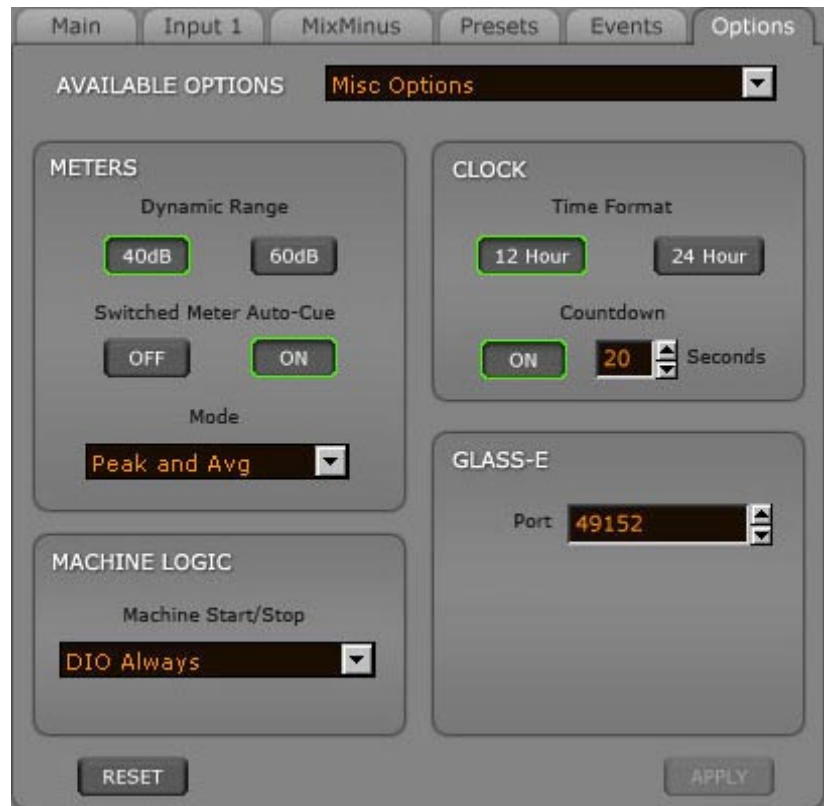 Main Input 1 MixMinus Presets Events Options
AVAILABLE OPTIONS Misc Options
METERS
Dynamic Range
40dB 60dB
Switched Meter Auto-Cue
OFF ON
Mode
Peak and Avg
MACHINE LOGIC
Machine Start/Stop
DIO Always
CLOCK
Time Format
12 Hour 24 Hour
Countdown
ON 20 Seconds
GLASS-E
Port 49152
RESET APPLY